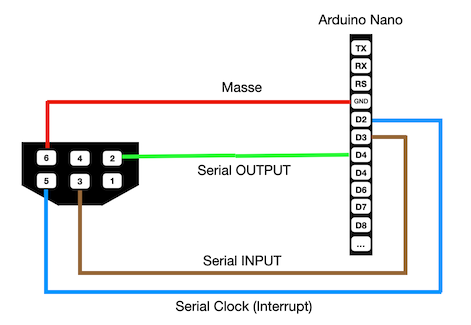 Arduino Nano
TX
RX
RS
Masse
GND
D2
D3
6 4 2
D4
Serial OUTPUT
5 3 1
D4
D6
D7
D8
Serial INPUT
...
Serial Clock (Interrupt)